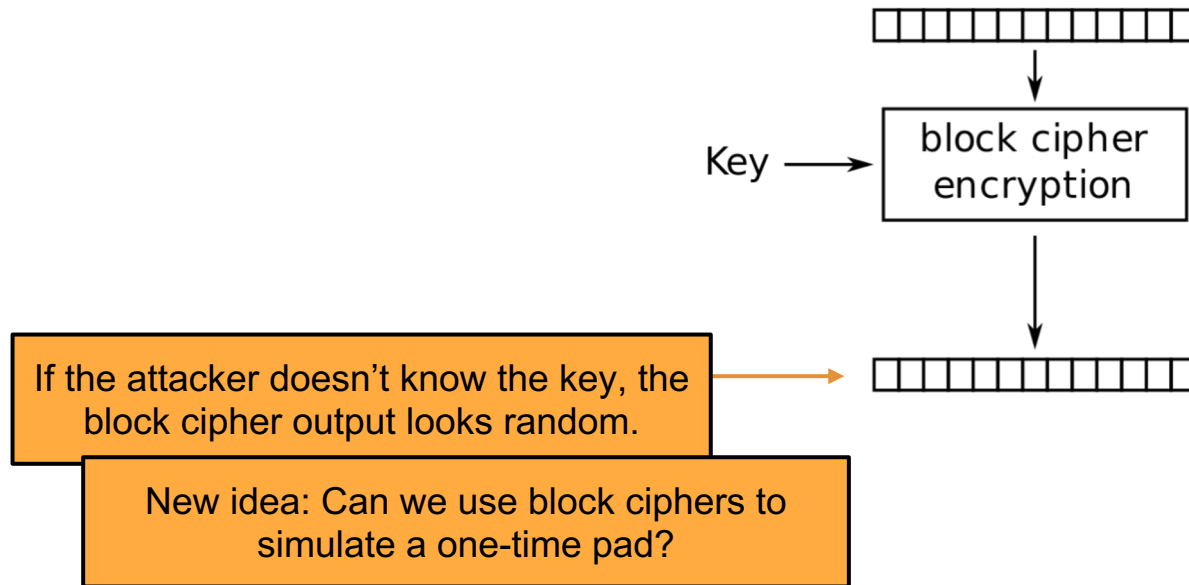 block cipher
encryption
Key
If the attacker doesn’t know the key, the
block cipher output looks random.
New idea: Can we use block ciphers to
simulate a one-time pad?